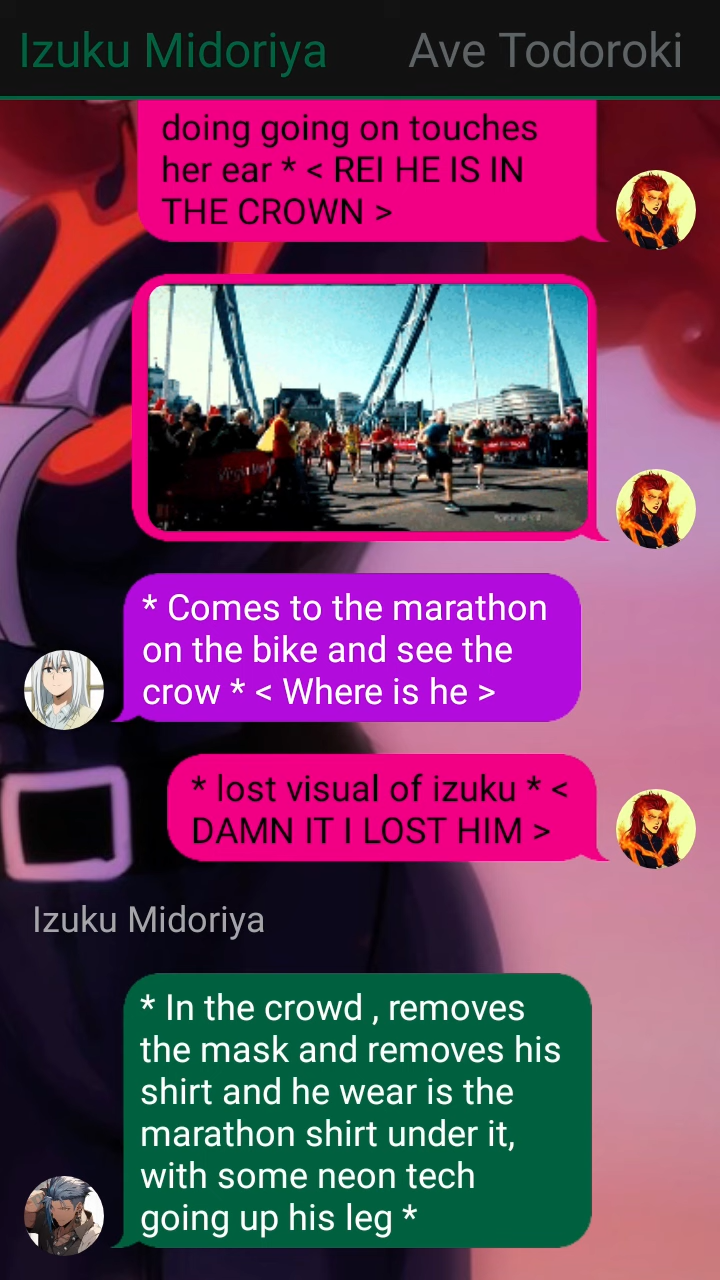 Izuku Midoriya
Ave Todoroki
doing going on touches
her ear * < REI HE IS IN
THE CROWN >
* Comes to the marathon
on the bike and see the
crow * < Where is he >
* lost visual of izuku * <
DAMN IT I LOST HIM >
Izuku Midoriya
* In the crowd , removes
the mask and removes his
shirt and he wear is the
marathon shirt under it,
with some neon tech
going up his leg *